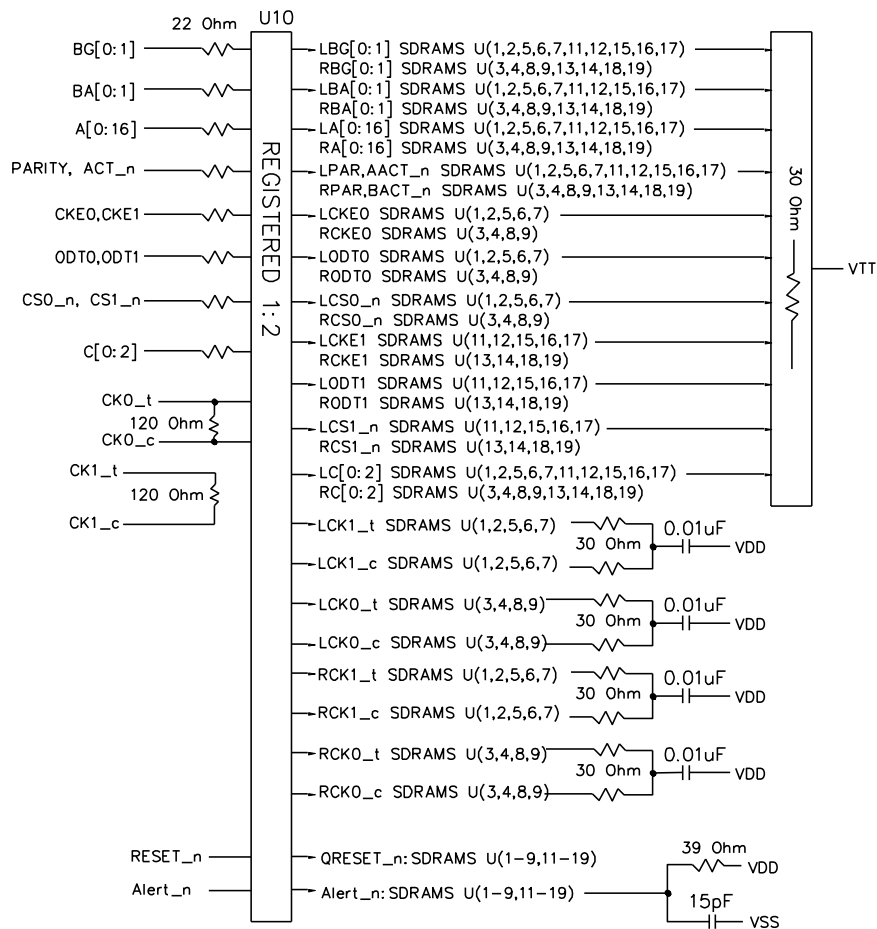 22 Ohm
U10
BG[0:1]
LBG[0:1] SDRAMS U(1,2,5,6,7,11,12,15,16,17)
RBG[0:1] SDRAMS U(3,4,8,9,13,14,18,19)
BA[0:1]
LBA[0:1] SDRAMS U(1,2,5,6,7,11,12,15,16,17)
RBA[0:1] SDRAMS U(3,4,8,9,13,14,18,19)
A[0:16]
LA[0:16] SDRAMS U(1,2,5,6,7,11,12,15,16,17)
RA[0:16] SDRAMS U(3,4,8,9,13,14,18,19)
PARITY, ACT_n
LPAR,AACT_n SDRAMS U(1,2,5,6,7,11,12,15,16,17)
RPAR,BACT_n SDRAMS U(3,4,8,9,13,14,18,19)
CKE0,CKE1
LCKE0 SDRAMS U(1,2,5,6,7)
RCKE0 SDRAMS U(3,4,8,9)
ODT0,ODT1
LODT0 SDRAMS U(1,2,5,6,7)
RODT0 SDRAMS U(3,4,8,9)
CS0_n, CS1_n
LCS0_n SDRAMS U(1,2,5,6,7)
RCS0_n SDRAMS U(3,4,8,9)
LCKE1 SDRAMS U(11,12,15,16,17)
RCKE1 SDRAMS U(13,14,18,19)
C[0:2]
LODT1 SDRAMS U(11,12,15,16,17)
RODT1 SDRAMS U(13,14,18,19)
CK0_t
120 Ohm
CK0_c
LCS1_n SDRAMS U(11,12,15,16,17)
RCS1_n SDRAMS U(13,14,18,19)
CK1_t
120 Ohm
CK1_c
LC[0:2] SDRAMS U(1,2,5,6,7,11,12,15,16,17)
RC[0:2] SDRAMS U(3,4,8,9,13,14,18,19)
REGISTERED 1:2
30 Ohm
VTT
LCK1_t SDRAMS U(1,2,5,6,7)
30 Ohm
0.01uF
VDD
LCK1_c SDRAMS U(1,2,5,6,7)
LCK0_t SDRAMS U(3,4,8,9)
30 Ohm
0.01uF
VDD
LCK0_c SDRAMS U(3,4,8,9)
RCK1_t SDRAMS U(1,2,5,6,7)
30 Ohm
0.01uF
VDD
RCK1_c SDRAMS U(1,2,5,6,7)
RCK0_t SDRAMS U(3,4,8,9)
30 Ohm
0.01uF
VDD
RCK0_c SDRAMS U(3,4,8,9)
RESET_n
QRESET_n: SDRAMS U(1-9,11-19)
39 Ohm
VDD
Alert_n
Alert_n: SDRAMS U(1-9,11-19)
15pF
VSS